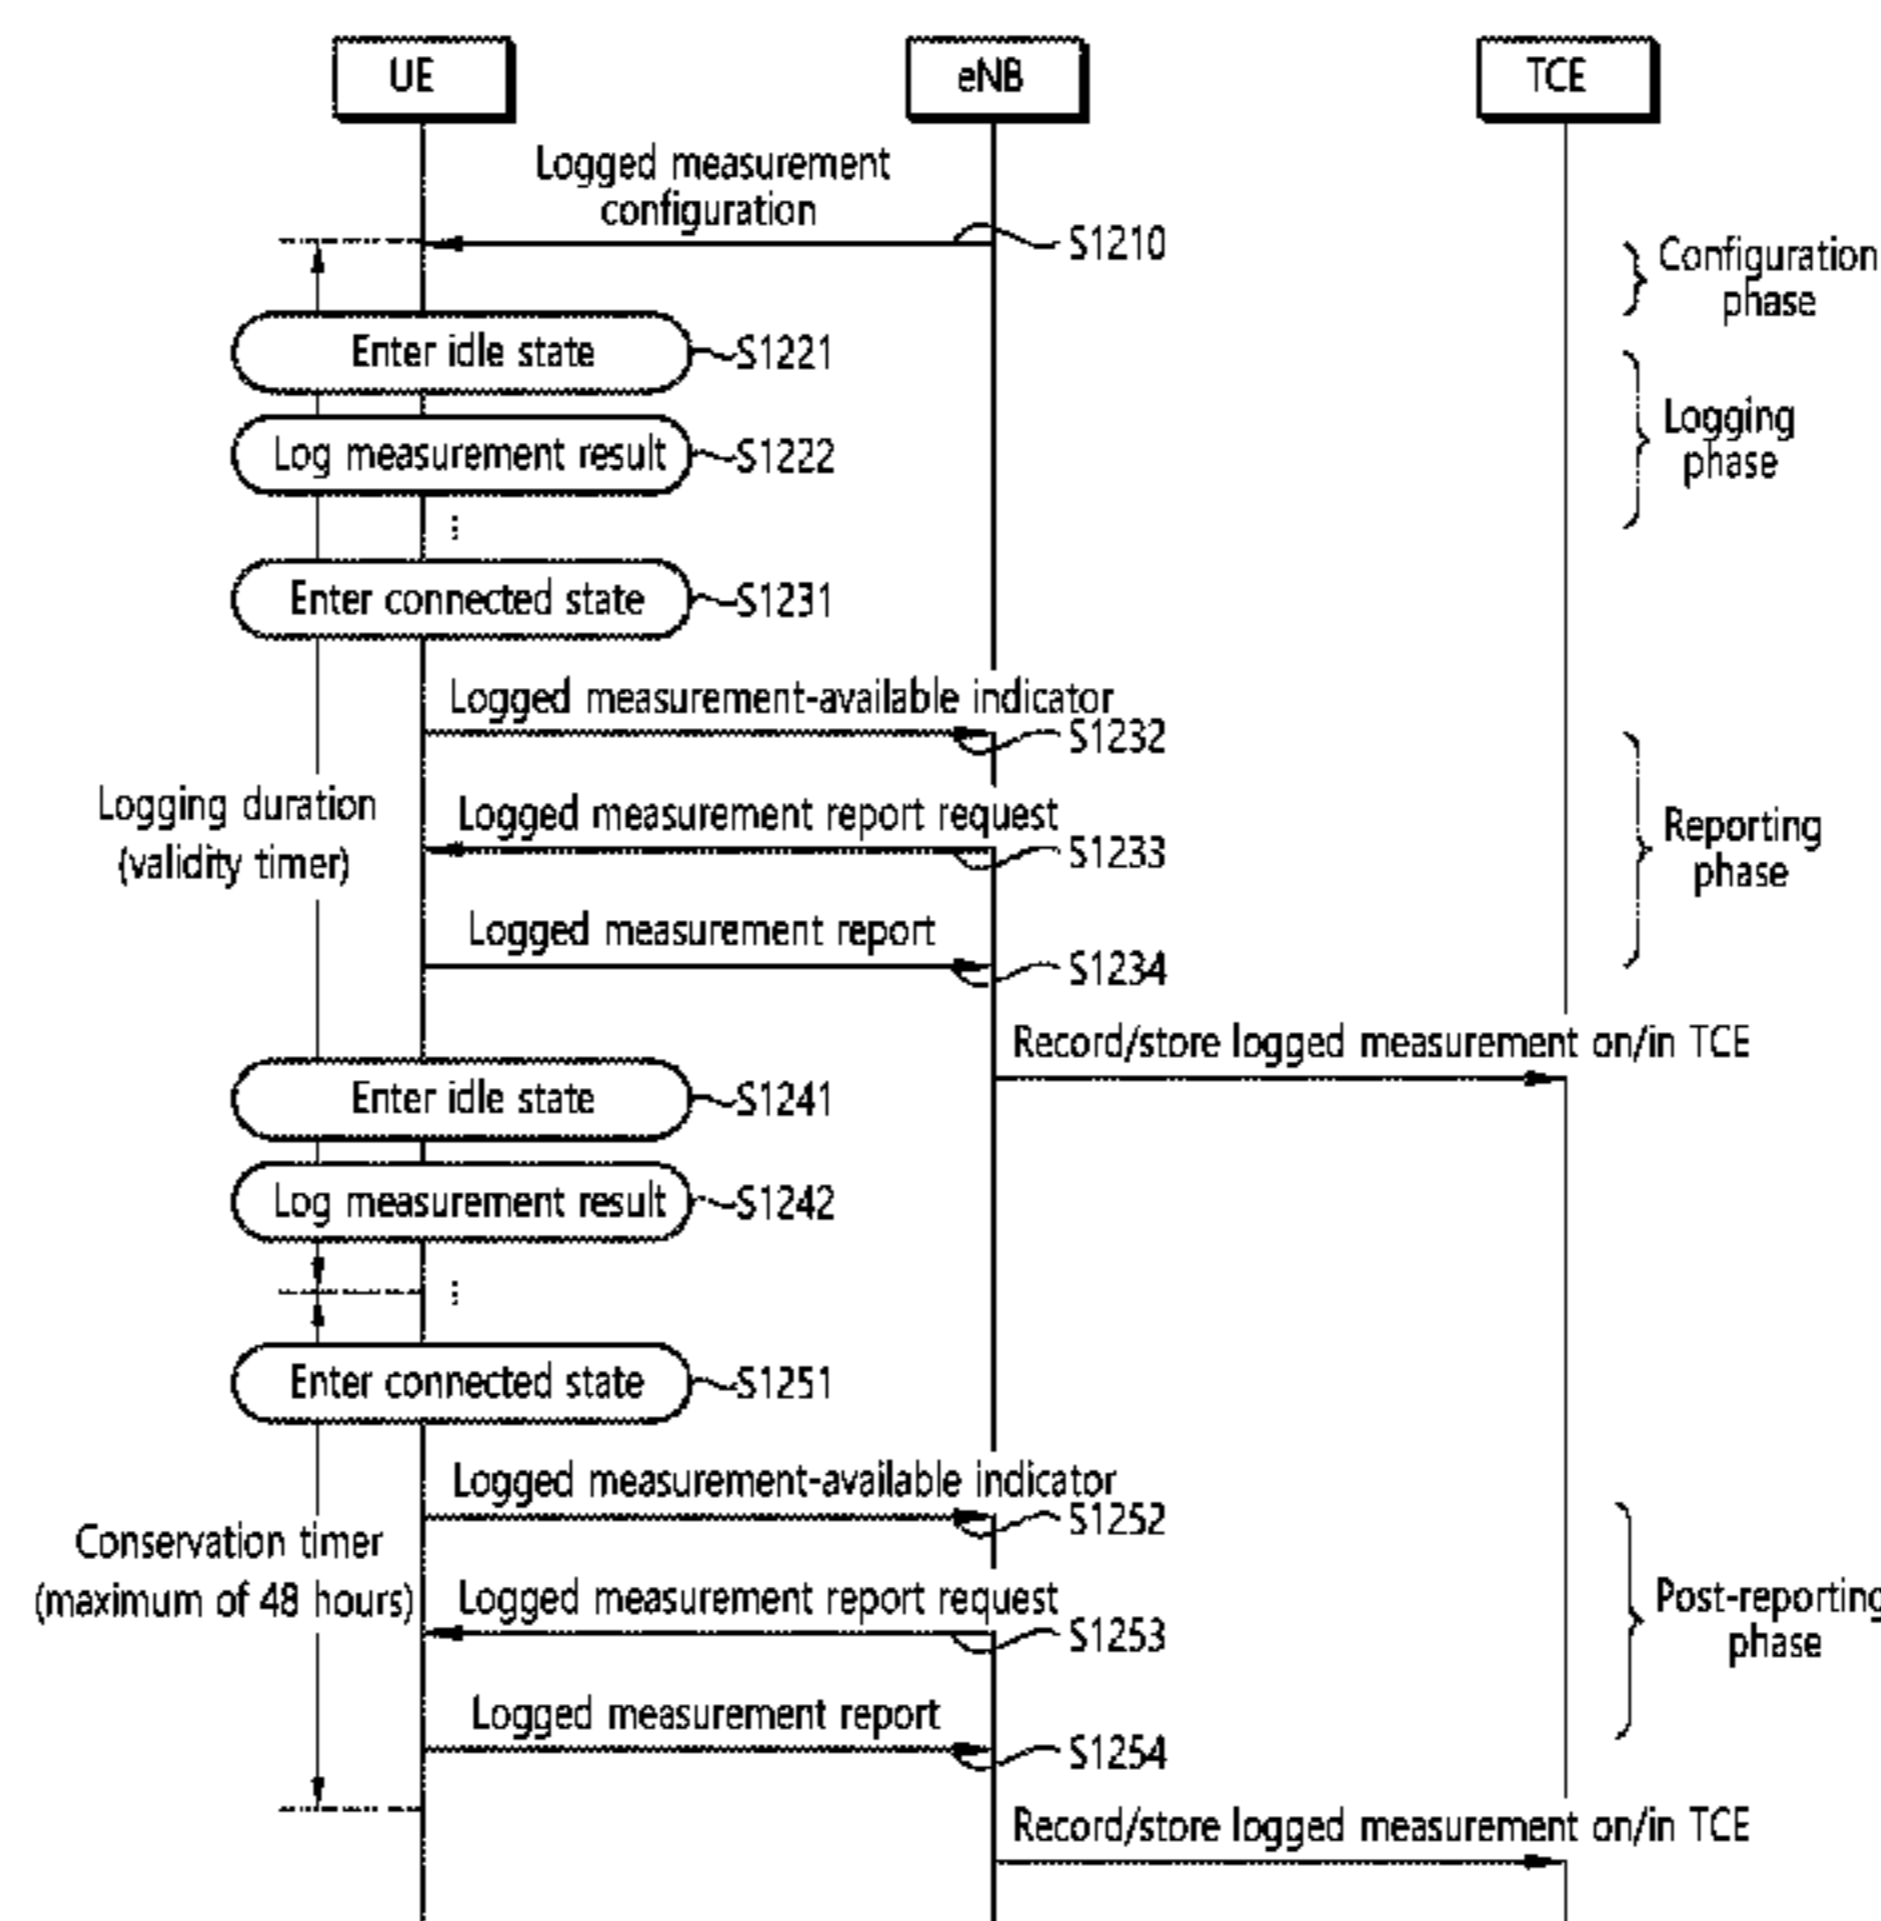 UE
eNB
TCE
Logged measurement
configuration
S1210
Configuration
phase
Enter idle state
S1221
Logging
phase
Log measurement result
S1222
Enter connected state
S1231
Logged measurement-available indicator
S1232
Logging duration
(validity timer)
Logged measurement report request
S1233
Reporting
phase
Logged measurement report
S1234
Record/store logged measurement on/in TCE
Enter idle state
S1241
Log measurement result
S1242
Enter connected state
S1251
Logged measurement-available indicator
S1252
Conservation timer
(maximum of 48 hours)
Logged measurement report request
S1253
Post-reporting
phase
Logged measurement report
S1254
Record/store logged measurement on/in TCE